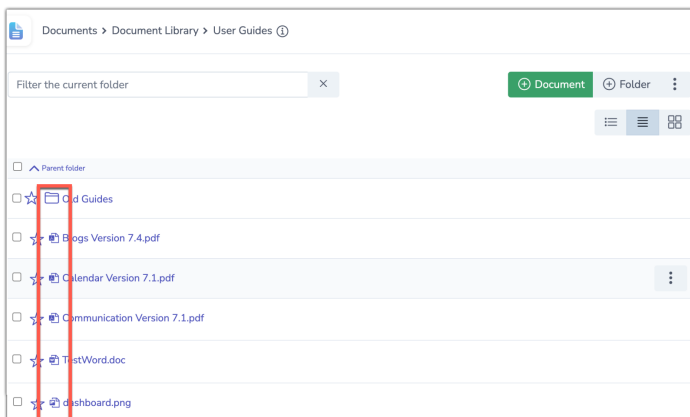 Documents > Document Library > User Guides
Filter the current folder
Document
Folder
Parent folder
Old Guides
Blogs Version 7.4.pdf
Calendar Version 7.1.pdf
Communication Version 7.1.pdf
TestWord.doc
dashboard.png